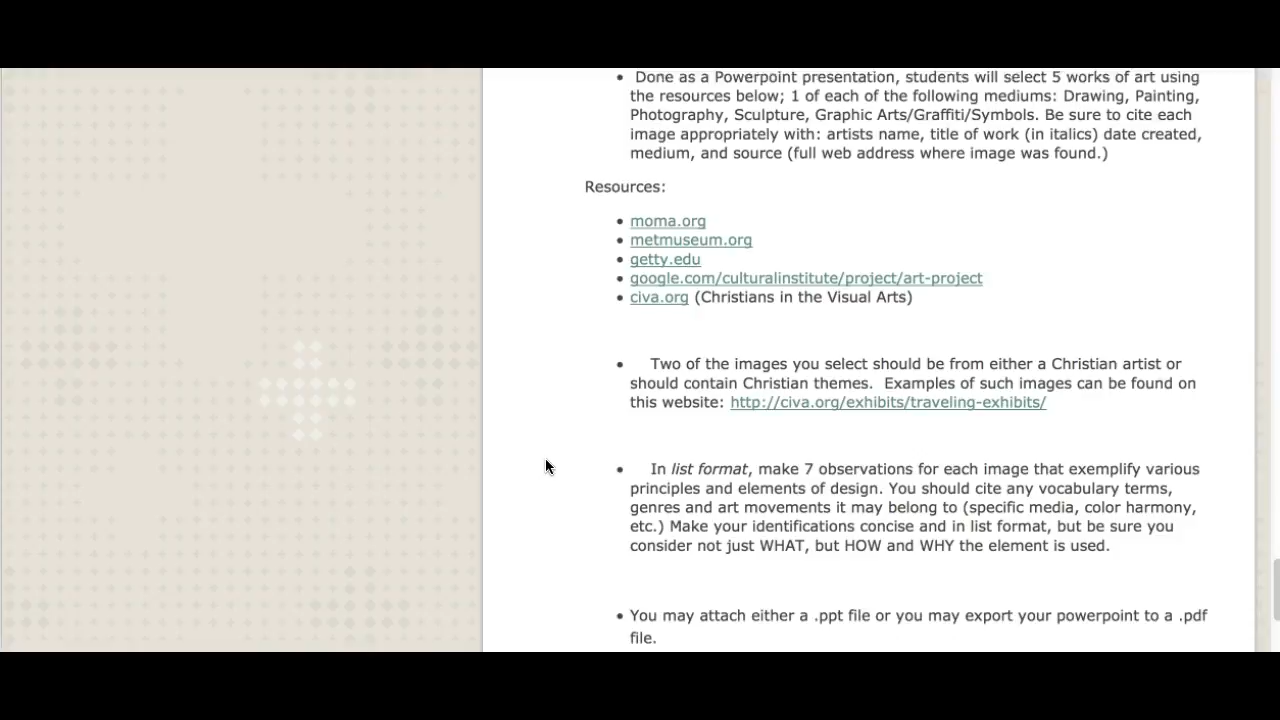 • Done as a Powerpoint presentation, students will select 5 works of art using
the resources below; 1 of each of the following mediums: Drawing, Painting,
Photography, Sculpture, Graphic Arts/Graffiti/Symbols. Be sure to cite each
image appropriately with: artists name, title of work (in italics) date created,
medium, and source (full web address where image was found.)
Resources:
• moma.org
• metmuseum.org
• getty.edu
• google.com/culturalinstitute/project/art-project
• civa.org (Christians in the Visual Arts)
• Two of the images you select should be from either a Christian artist or
should contain Christian themes. Examples of such images can be found on
this website: http://civa.org/exhibits/traveling-exhibits/
• In list format, make 7 observations for each image that exemplify various
principles and elements of design. You should cite any vocabulary terms,
genres and art movements it may belong to (specific media, color harmony,
etc.) Make your identifications concise and in list format, but be sure you
consider not just WHAT, but HOW and WHY the element is used.
• You may attach either a .ppt file or you may export your powerpoint to a .pdf
file.